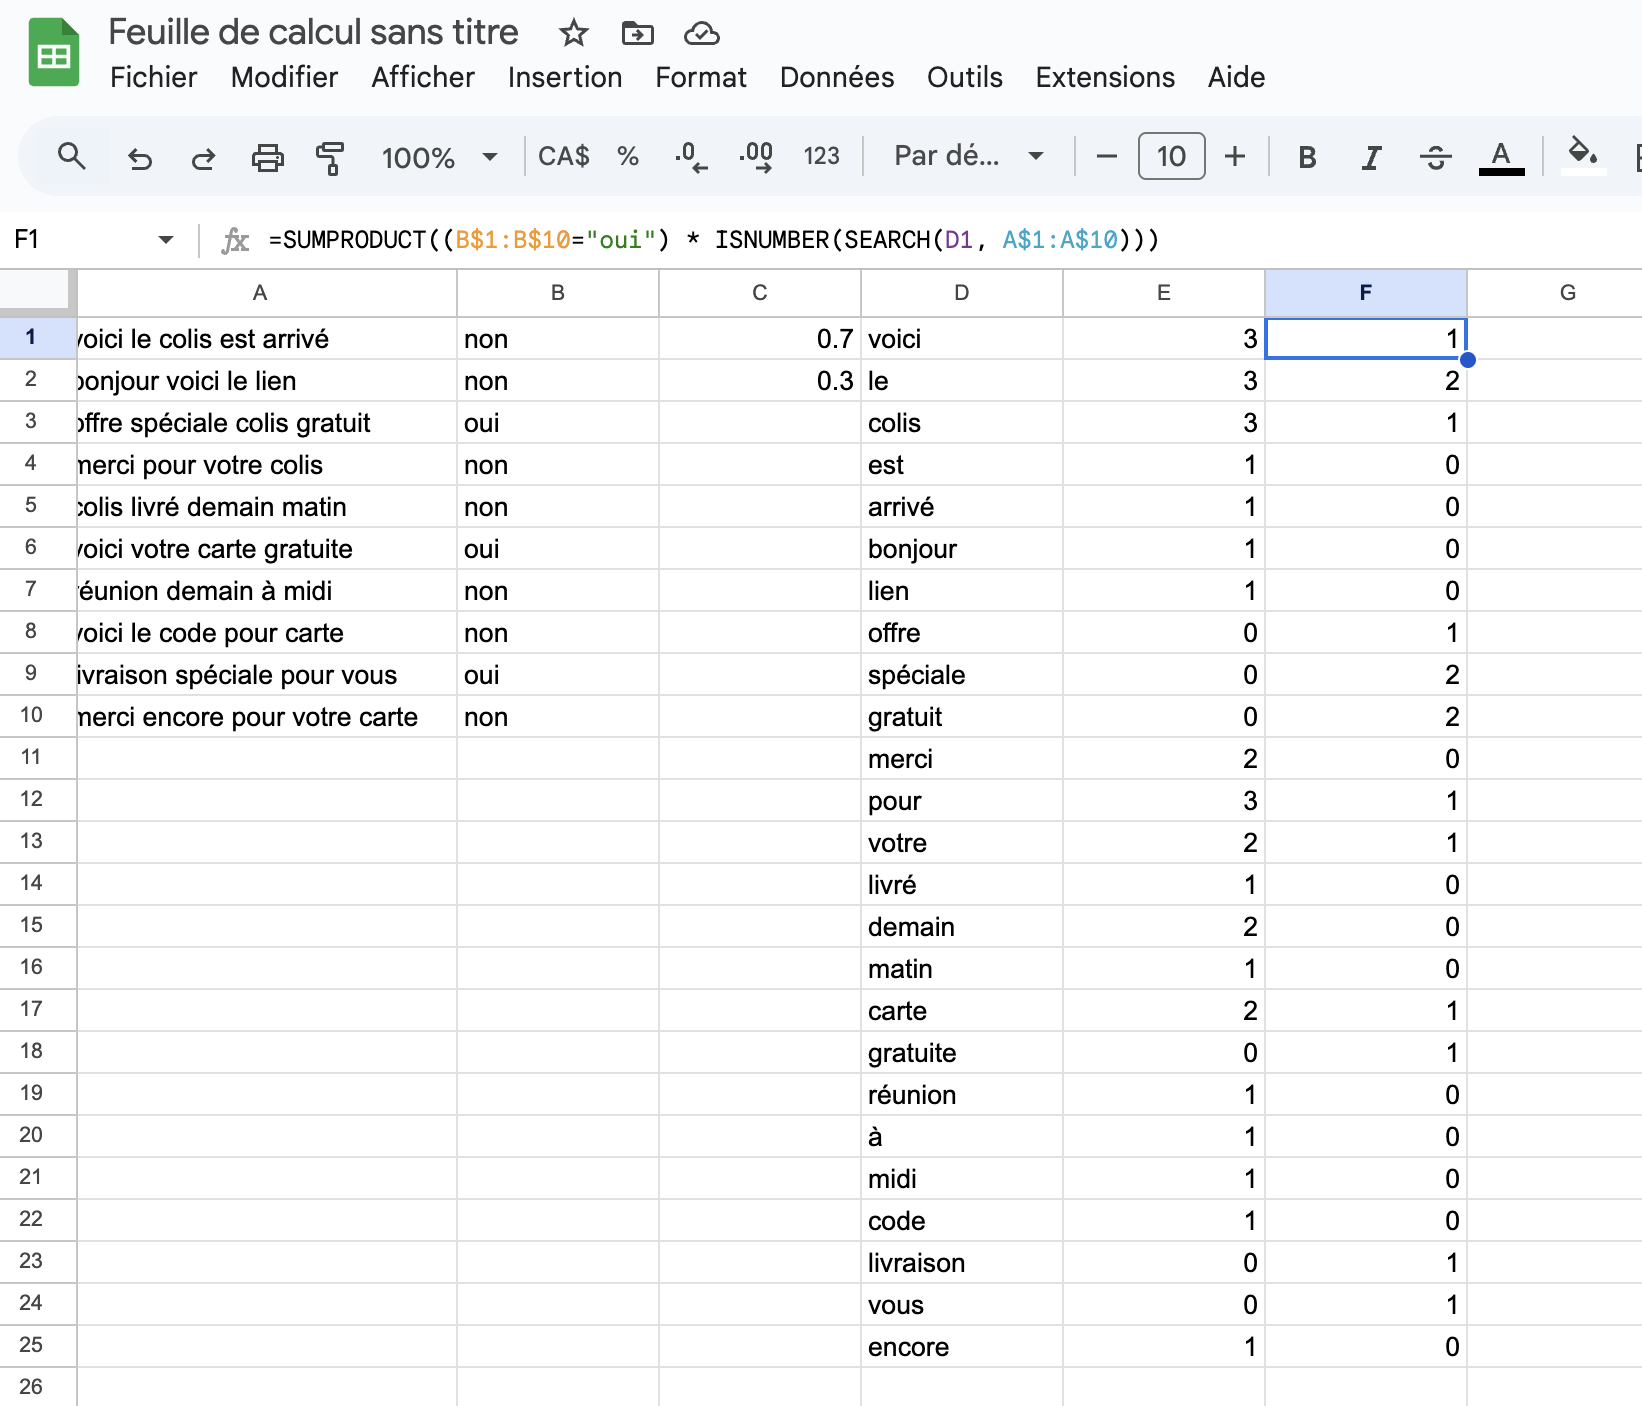 Feuille de calcul sans titre
Fichier Modifier Afficher Insertion Format Données Outils Extensions Aide
100% CA$ % .0 .00 123 Par dé... − 10 + B I S A
F1 fx =SUMPRODUCT((B$1:B$10="oui") * ISNUMBER(SEARCH(D1, A$1:A$10)))
A B C D E F G
1 voici le colis est arrivé non 0.7 voici 3 1
2 bonjour voici le lien non 0.3 le 3 2
3 offre spéciale colis gratuit oui colis 3 1
4 merci pour votre colis non est 1 0
5 colis livré demain matin non arrivé 1 0
6 voici votre carte gratuite oui bonjour 1 0
7 réunion demain à midi non lien 1 0
8 voici le code pour carte non offre 0 1
9 livraison spéciale pour vous oui spéciale 0 2
10 merci encore pour votre carte non gratuit 0 2
11 merci 2 0
12 pour 3 1
13 votre 2 1
14 livré 1 0
15 demain 2 0
16 matin 1 0
17 carte 2 1
18 gratuite 0 1
19 réunion 1 0
20 à 1 0
21 midi 1 0
22 code 1 0
23 livraison 0 1
24 vous 0 1
25 encore 1 0
26